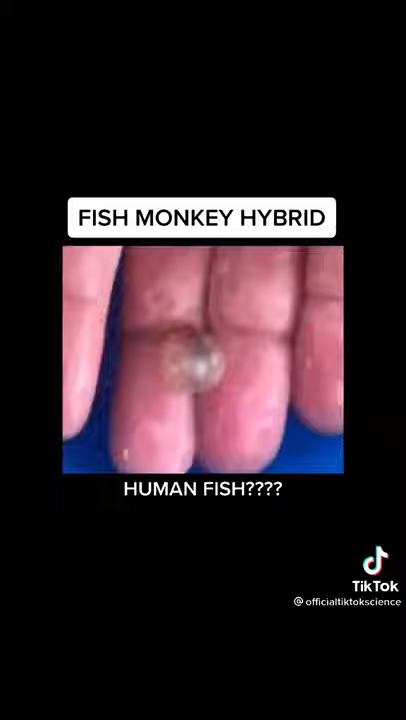 FISH MONKEY HYBRID
HUMAN FISH????
TikTok
@officialtiktokscience